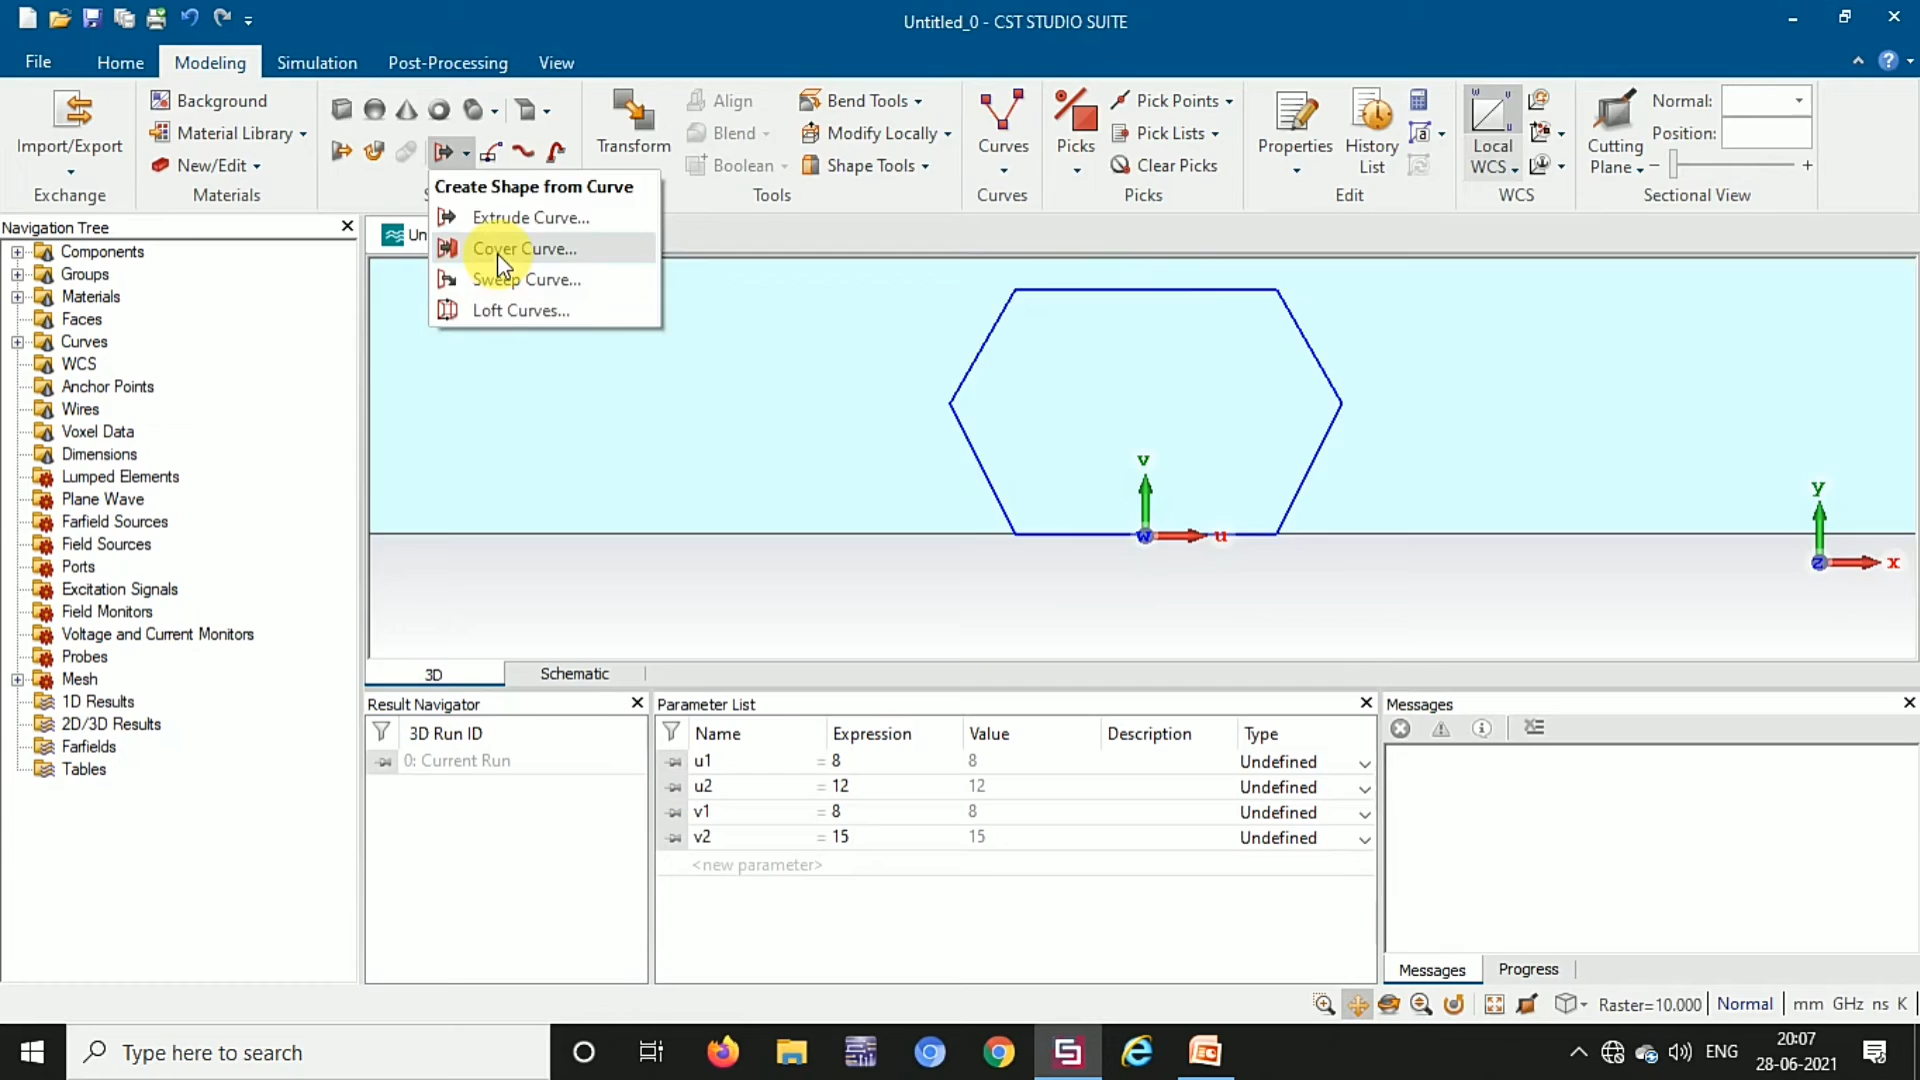 Untitled_0 - CST STUDIO SUITE
File Home Modeling Simulation Post-Processing View
Import/Export
Exchange
Background
Material Library
New/Edit
Materials
Transform
Align
Blend
Boolean
Bend Tools
Modify Locally
Shape Tools
Tools
Curves
Curves
Picks
Pick Points
Pick Lists
Clear Picks
Picks
Properties
History List
Edit
Local WCS
WCS
Cutting Plane
Normal:
Position:
Sectional View
Create Shape from Curve
Extrude Curve...
Cover Curve...
Sweep Curve...
Loft Curves...
Navigation Tree
Components
Groups
Materials
Faces
Curves
WCS
Anchor Points
Wires
Voxel Data
Dimensions
Lumped Elements
Plane Wave
Farfield Sources
Field Sources
Ports
Excitation Signals
Field Monitors
Voltage and Current Monitors
Probes
Mesh
1D Results
2D/3D Results
Farfields
Tables
Un
v
w u
y
z x
3D Schematic
Result Navigator
3D Run ID
0: Current Run
Parameter List
Name Expression Value Description Type
u1 = 8 8 Undefined
u2 = 12 12 Undefined
v1 = 8 8 Undefined
v2 = 15 15 Undefined
<new parameter>
Messages
Messages Progress
Raster=10.000 Normal mm GHz ns K
Type here to search
ENG
20:07
28-06-2021